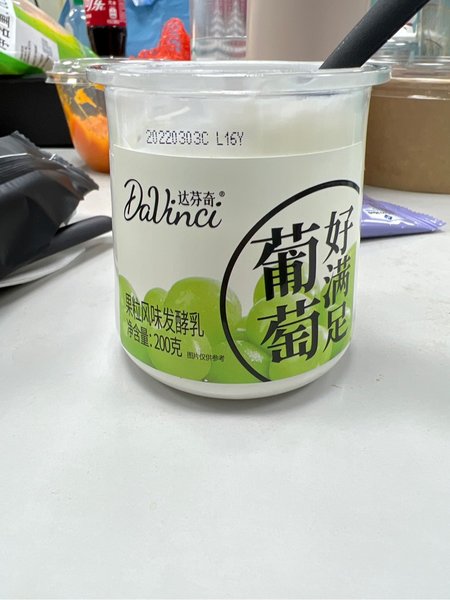 20220303C L16Y
达芬奇®
DaVinci
葡萄
好满足
果粒风味发酵乳
净含量:200克
图片仅供参考